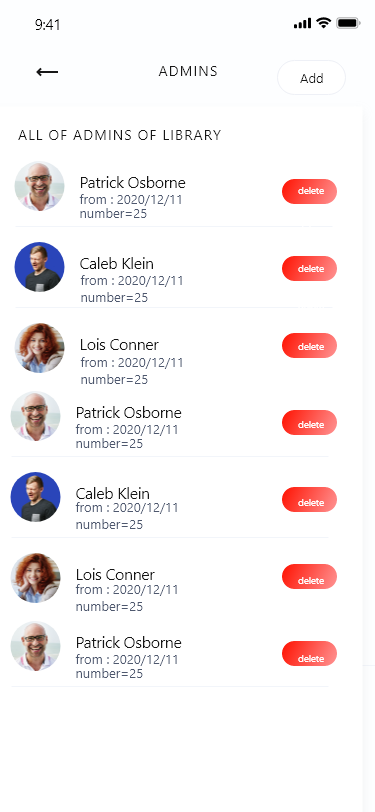 9:41
ADMINS
Add
ALL OF ADMINS OF LIBRARY
Patrick Osborne
from : 2020/12/11
number=25
delete
Caleb Klein
from : 2020/12/11
number=25
delete
Lois Conner
from : 2020/12/11
number=25
delete
Patrick Osborne
from : 2020/12/11
number=25
delete
Caleb Klein
from : 2020/12/11
number=25
delete
Lois Conner
from : 2020/12/11
number=25
delete
Patrick Osborne
from : 2020/12/11
number=25
delete